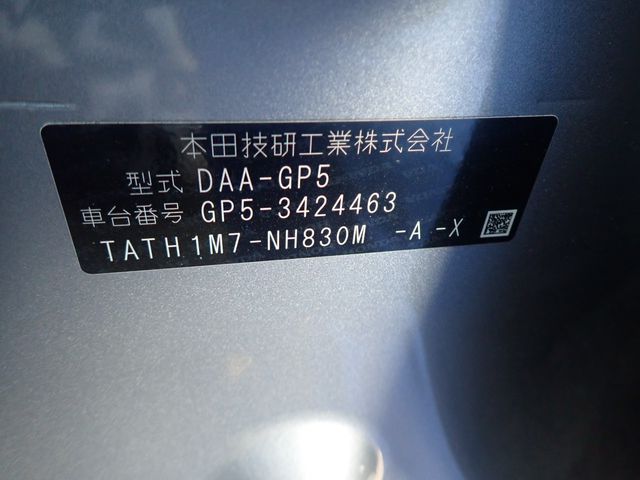 本田技研工業株式会社
型式 DAA-GP5
車台番号 GP5-3424463
TATH1M7-NH830M -A -X